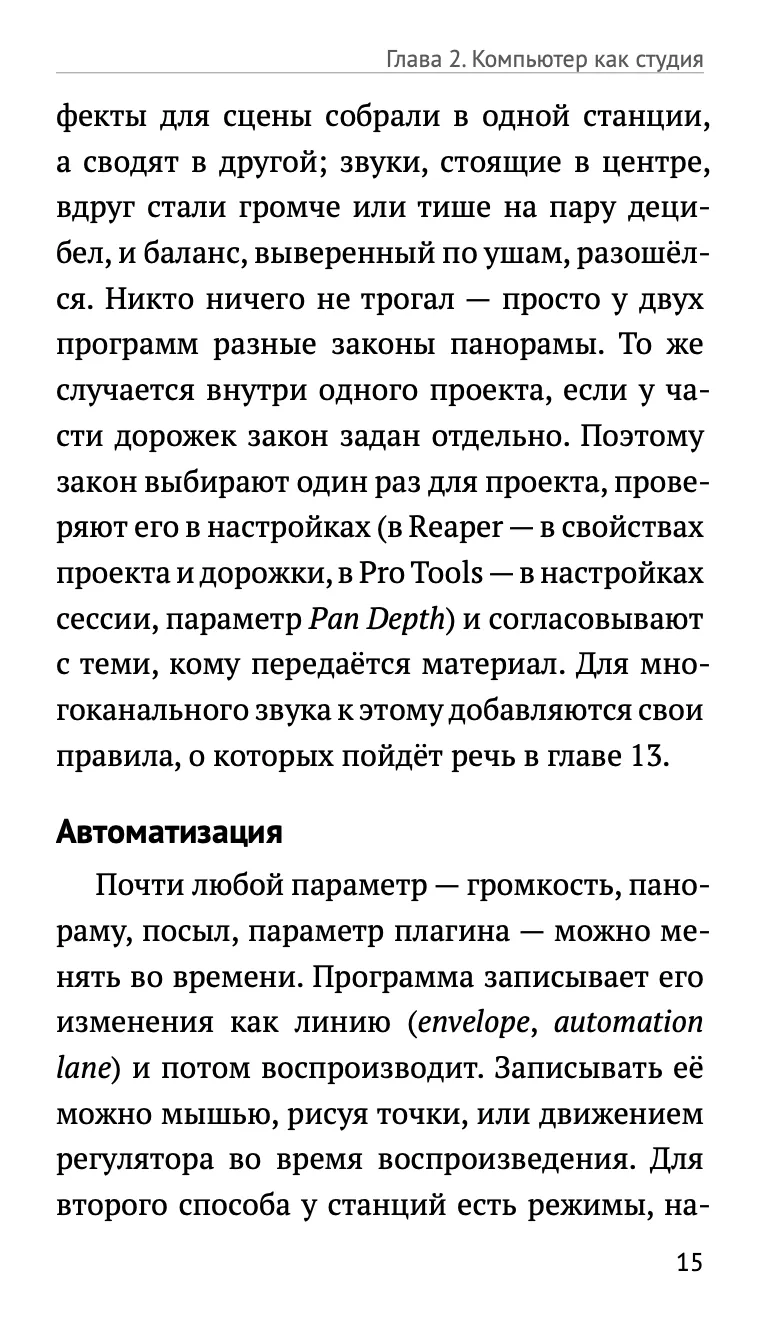 Глава 2. Компьютер как студия
фекты для сцены собрали в одной станции,
а сводят в другой; звуки, стоящие в центре,
вдруг стали громче или тише на пару деци-
бел, и баланс, выверенный по ушам, разошёл-
ся. Никто ничего не трогал — просто у двух
программ разные законы панорамы. То же
случается внутри одного проекта, если у ча-
сти дорожек закон задан отдельно. Поэтому
закон выбирают один раз для проекта, прове-
ряют его в настройках (в Reaper — в свойствах
проекта и дорожки, в Pro Tools — в настройках
сессии, параметр Pan Depth) и согласовывают
с теми, кому передаётся материал. Для мно-
гоканального звука к этому добавляются свои
правила, о которых пойдёт речь в главе 13.
Автоматизация
Почти любой параметр — громкость, пано-
раму, посыл, параметр плагина — можно ме-
нять во времени. Программа записывает его
изменения как линию (envelope, automation
lane) и потом воспроизводит. Записывать её
можно мышью, рисуя точки, или движением
регулятора во время воспроизведения. Для
второго способа у станций есть режимы, на-
15